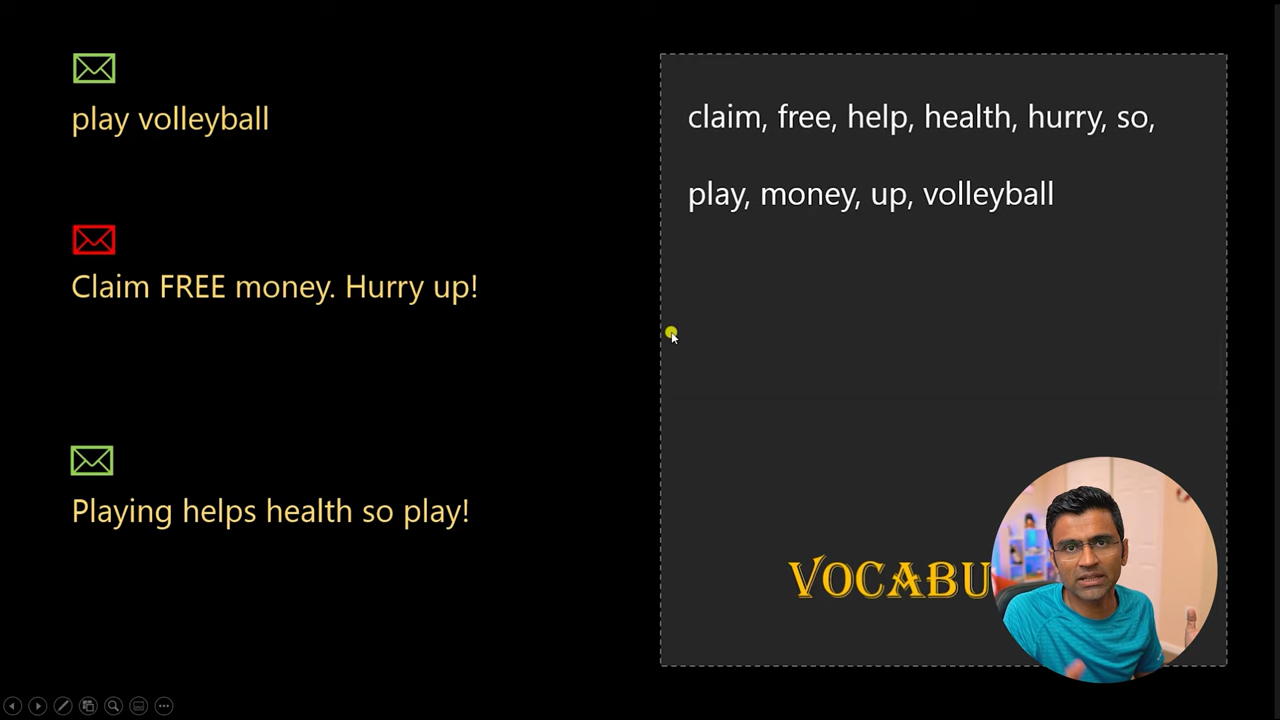 play volleyball
Claim FREE money. Hurry up!
Playing helps health so play!
claim, free, help, health, hurry, so,
play, money, up, volleyball
VOCABU